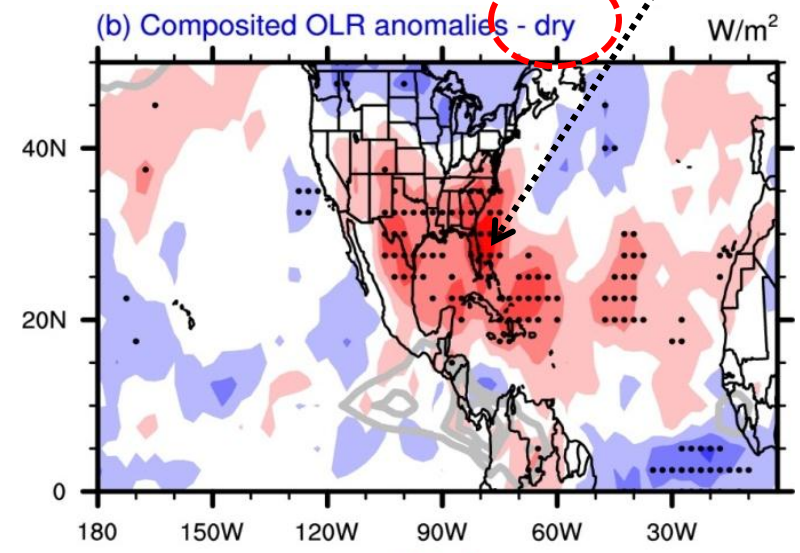 (b) Composited OLR anomalies - dry
W/m²
40N
20N
0
180 150W 120W 90W 60W 30W